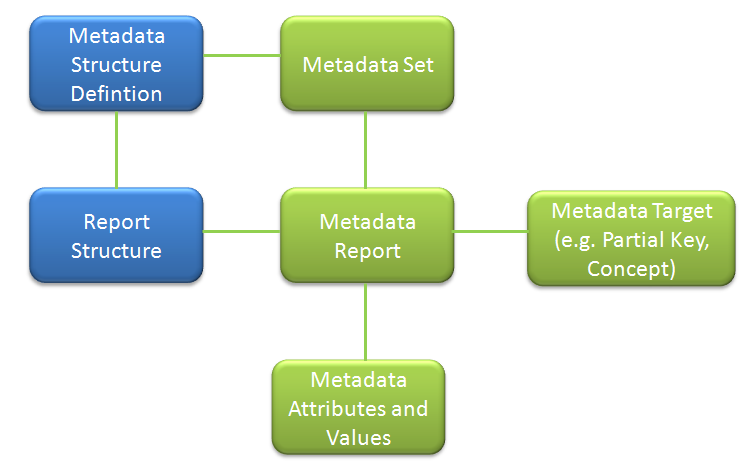 Metadata
Structure
Defintion
Metadata Set
Report
Structure
Metadata
Report
Metadata Target
(e.g. Partial Key,
Concept)
Metadata
Attributes and
Values